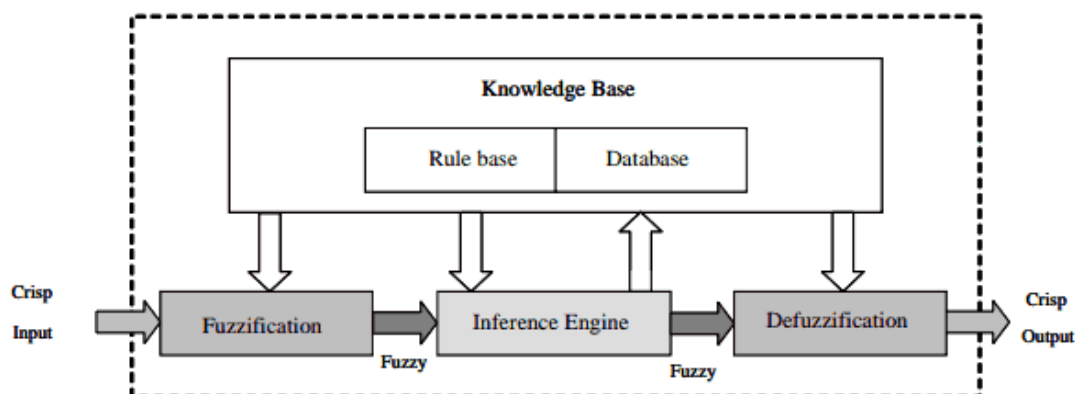 Knowledge Base
Rule base
Database
Crisp
Input
Fuzzification
Fuzzy
Inference Engine
Fuzzy
Defuzzification
Crisp
Output